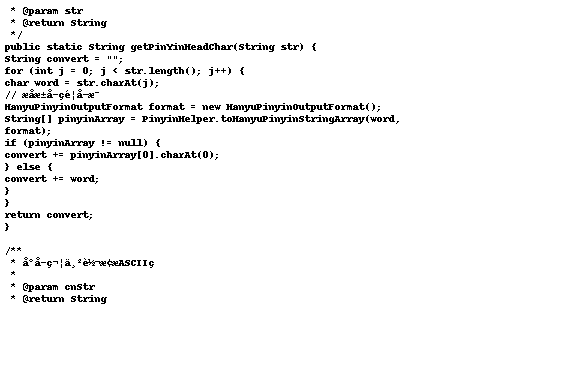 * @param str
* @return String
*/
public static String getPinYinHeadChar(String str) {
String convert = "";
for (int j = 0; j < str.length(); j++) {
char word = str.charAt(j);
// æåæ±å­çé¦å­æ¯
HanyuPinyinOutputFormat format = new HanyuPinyinOutputFormat();
String[] pinyinArray = PinyinHelper.toHanyuPinyinStringArray(word,
format);
if (pinyinArray != null) {
convert += pinyinArray[0].charAt(0);
} else {
convert += word;
}
}
return convert;
}
/**
* å°å­ç¬¦ä¸²è½¬æ¢æASCIIç
*
* @param cnStr
* @return String